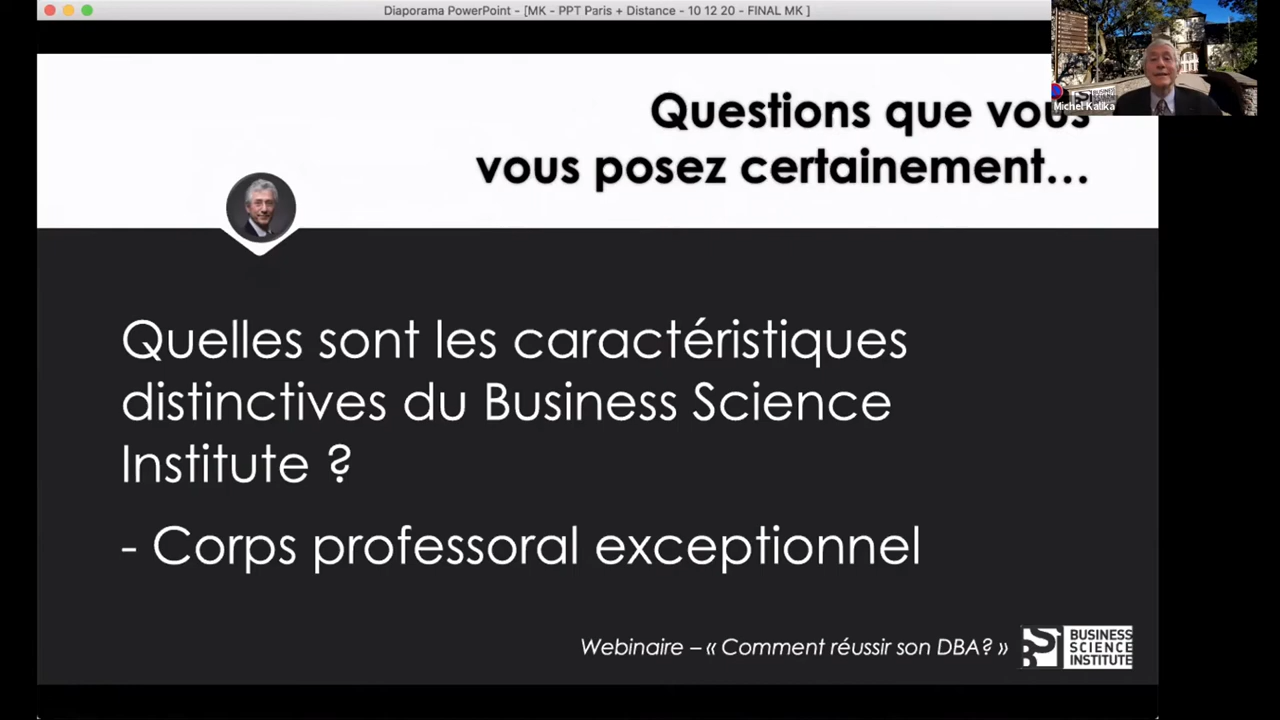 Diaporama PowerPoint - [MK - PPT Paris + Distance - 10 12 20 - FINAL MK ]
Michel Kalika
Questions que vous
vous posez certainement...
Quelles sont les caractéristiques
distinctives du Business Science
Institute ?
- Corps professoral exceptionnel
Webinaire – « Comment réussir son DBA? »
BUSINESS
SCIENCE
INSTITUTE